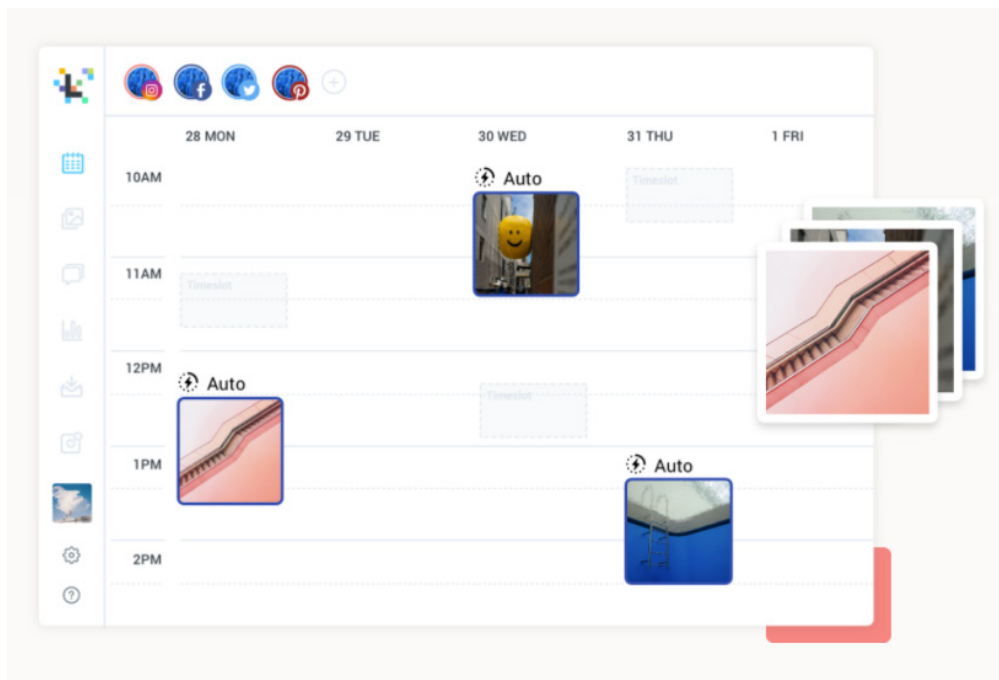 28 MON 29 TUE 30 WED 31 THU 1 FRI
10AM
Auto
Timeslot
11AM
Timeslot
12PM
Auto
Timeslot
1PM
Auto
2PM